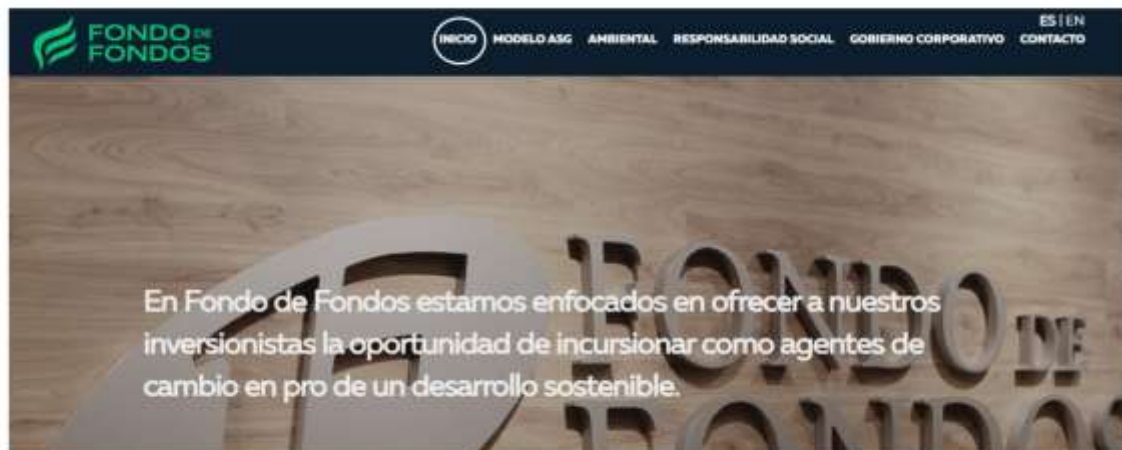 FONDO DE
FONDOS
ES | EN
INICIO MODELO ASG AMBIENTAL RESPONSABILIDAD SOCIAL GOBIERNO CORPORATIVO CONTACTO
En Fondo de Fondos estamos enfocados en ofrecer a nuestros
inversionistas la oportunidad de incursionar como agentes de
cambio en pro de un desarrollo sostenible.
FONDO DE
FONDOS